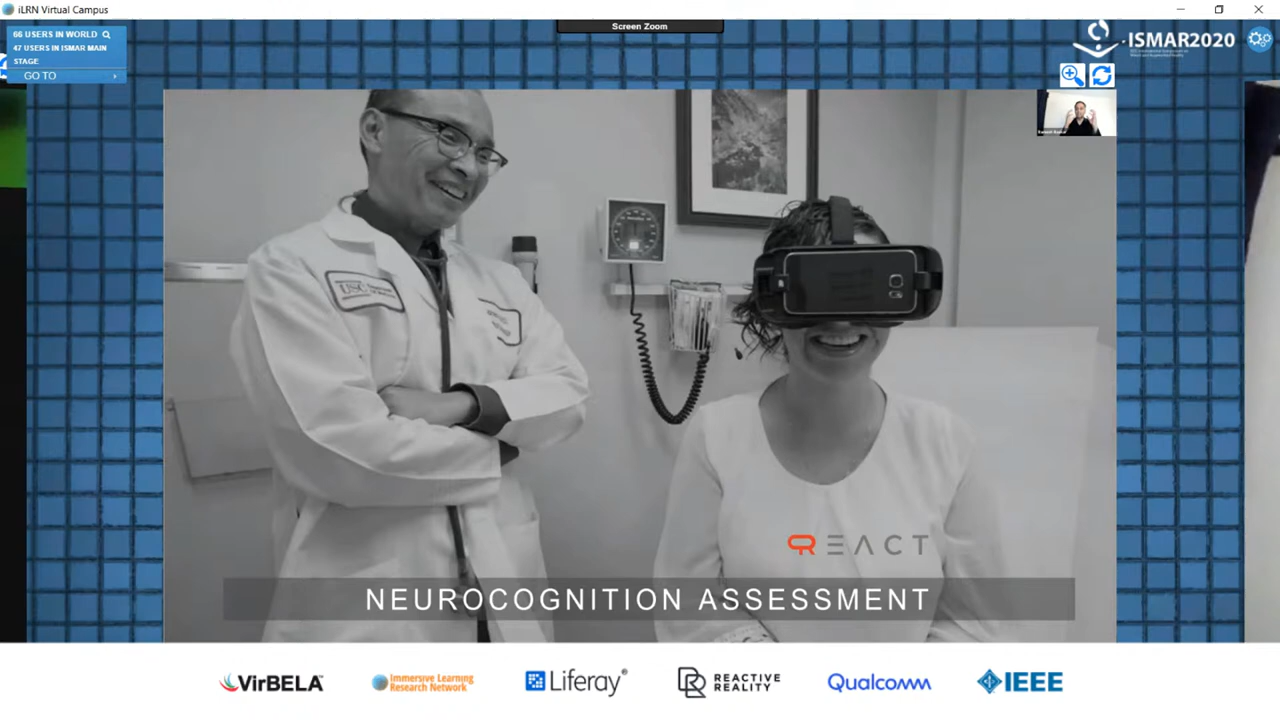 iLRN Virtual Campus
Screen Zoom
66 USERS IN WORLD
47 USERS IN ISMAR MAIN
STAGE
GO TO
ISMAR2020
USC
REACT
NEUROCOGNITION ASSESSMENT
VirBELA
Immersive Learning
Research Network
Liferay
REACTIVE
REALITY
Qualcomm
IEEE